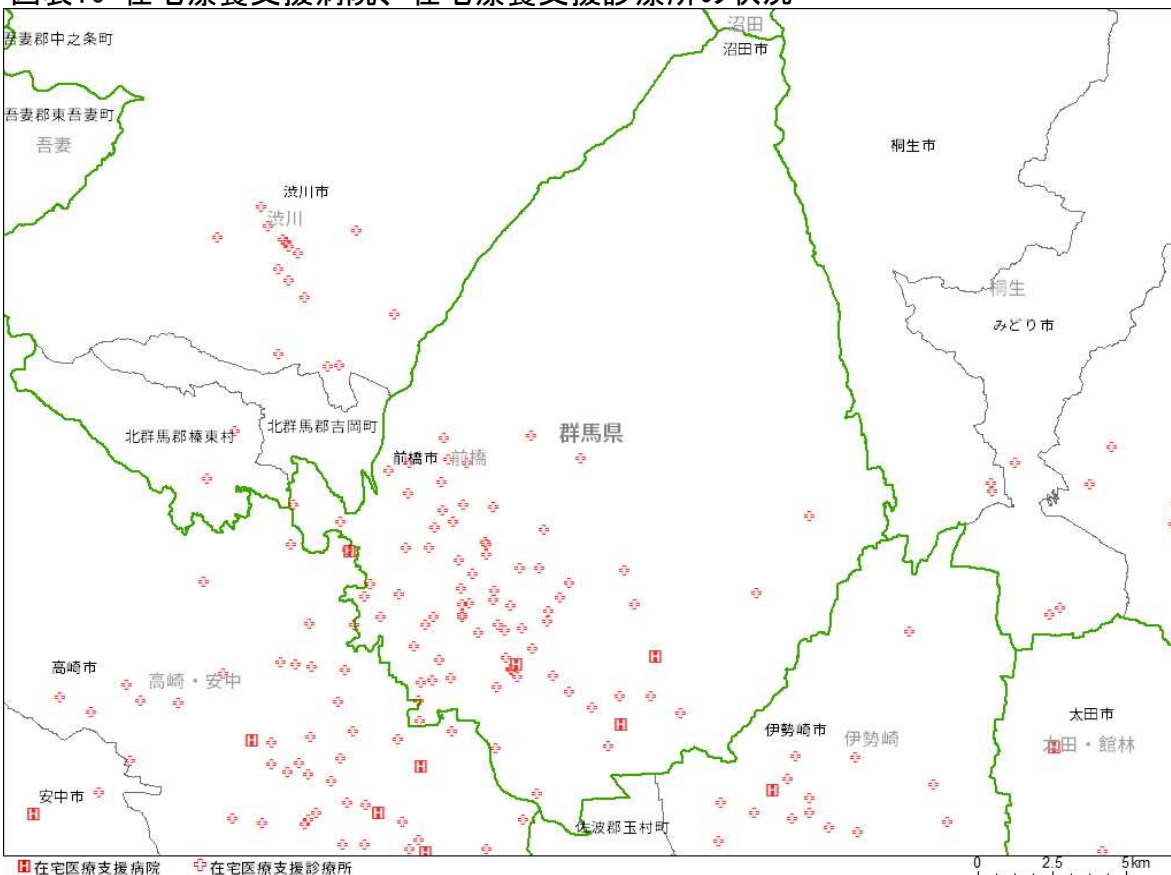 図表10 在宅療養支援病院、在宅療養支援診療所の状況
沼田
吾妻郡中之条町
沼田市
吾妻郡東吾妻町
吾妻
桐生市
渋川市
渋川
桐生
みどり市
北群馬郡榛東村
北群馬郡吉岡町
群馬県
前橋市
前橋
高崎市
高崎・安中
太田市
伊勢崎市
伊勢崎
太田・館林
安中市
佐波郡玉村町
在宅医療支援病院
在宅医療支援診療所
0 2.5 5km